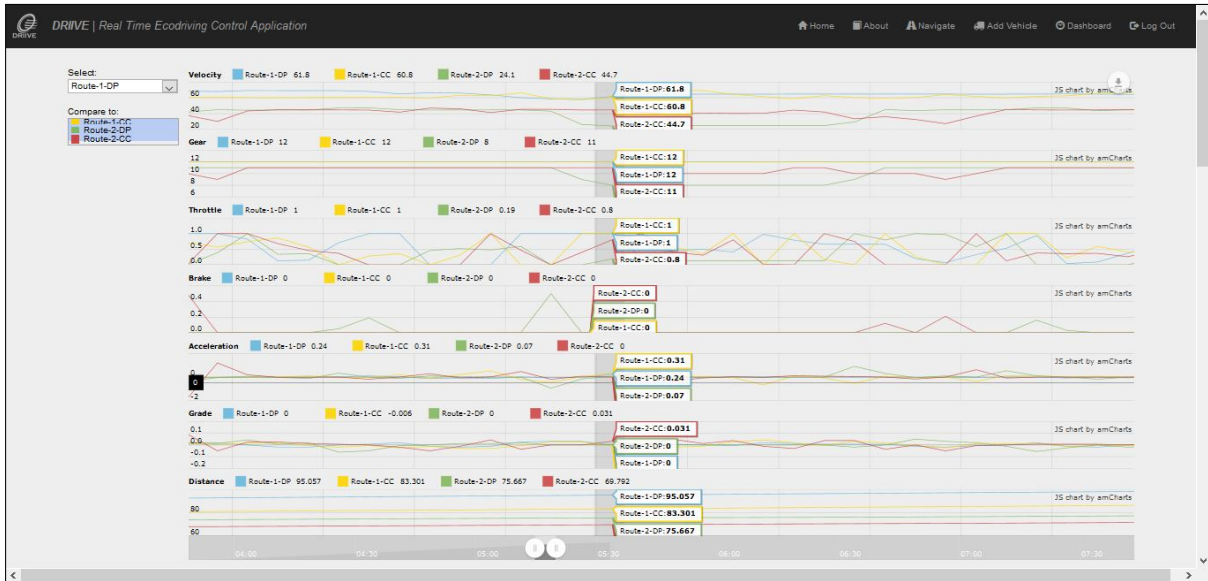 DRIIVE
DRIIVE | Real Time Ecodriving Control Application
Home About Navigate Add Vehicle Dashboard Log Out
Select:
Route-1-DP
Compare to:
Route-1-CC
Route-2-DP
Route-2-CC
Velocity Route-1-DP 61.8 Route-1-CC 60.8 Route-2-DP 24.1 Route-2-CC 44.7
60
40
20
Route-1-DP:61.8
Route-1-CC:60.8
Route-2-CC:44.7
JS chart by amCharts
Gear Route-1-DP 12 Route-1-CC 12 Route-2-DP 8 Route-2-CC 11
12
10
8
6
Route-1-CC:12
Route-1-DP:12
Route-2-CC:11
JS chart by amCharts
Throttle Route-1-DP 1 Route-1-CC 1 Route-2-DP 0.19 Route-2-CC 0.8
1.0
0.5
0.0
Route-1-CC:1
Route-1-DP:1
Route-2-CC:0.8
JS chart by amCharts
Brake Route-1-DP 0 Route-1-CC 0 Route-2-DP 0 Route-2-CC 0
0.4
0.2
0.0
Route-2-CC:0
Route-2-DP:0
Route-1-CC:0
JS chart by amCharts
Acceleration Route-1-DP 0.24 Route-1-CC 0.31 Route-2-DP 0.07 Route-2-CC 0
0
0
-2
Route-1-CC:0.31
Route-1-DP:0.24
Route-2-DP:0.07
JS chart by amCharts
Grade Route-1-DP 0 Route-1-CC -0.006 Route-2-DP 0 Route-2-CC 0.031
0.1
0.0
-0.1
-0.2
Route-2-CC:0.031
Route-2-DP:0
Route-1-DP:0
JS chart by amCharts
Distance Route-1-DP 95.057 Route-1-CC 83.301 Route-2-DP 75.667 Route-2-CC 69.792
80
60
Route-1-DP:95.057
Route-1-CC:83.301
Route-2-DP:75.667
JS chart by amCharts
04:00 04:30 05:00 05:30 06:00 06:30 07:00 07:30